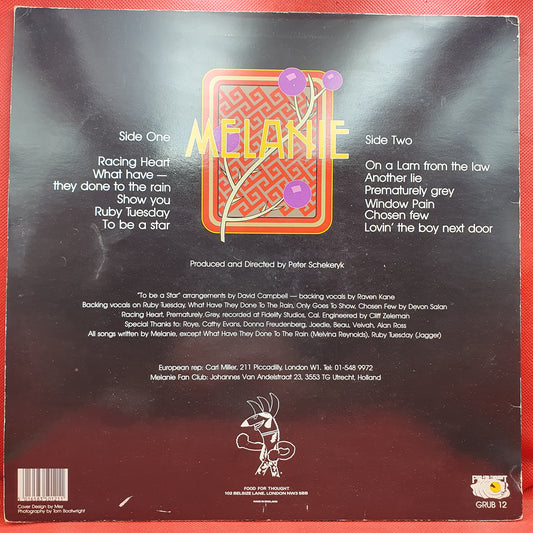 MELANIE
Side One
Racing Heart
What have —
they done to the rain
Show you
Ruby Tuesday
To be a star
Side Two
On a Lam from the law
Another lie
Prematurely grey
Window Pain
Chosen few
Lovin' the boy next door
Produced and Directed by Peter Schekeryk
"To be a Star" arrangements by David Campbell — backing vocals by Raven Kane
Backing vocals on Ruby Tuesday, What Have They Done To The Rain, Only Goes To Show, Chosen Few by Devon Salan
Racing Heart, Prematurely Grey, recorded at Fidelity Studios, Cal. Engineered by Cliff Zeleman
Special Thanks to: Roye, Cathy Evans, Donna Freudenberg, Joedie, Beau, Velvah, Alan Ross
All songs written by Melanie, except What Have They Done To The Rain (Melvina Reynolds), Ruby Tuesday (Jagger)
European rep: Carl Miller, 211 Piccadilly, London W1. Tel: 01-548 9972
Melanie Fan Club: Johannes Van Andelstraat 23, 3553 TG Utrecht, Holland
FOOD FOR THOUGHT
102 BELSIZE LANE, LONDON NW3 5BB
Cover Design by Mez
Photography by Tom Boatwright
GRUB 12